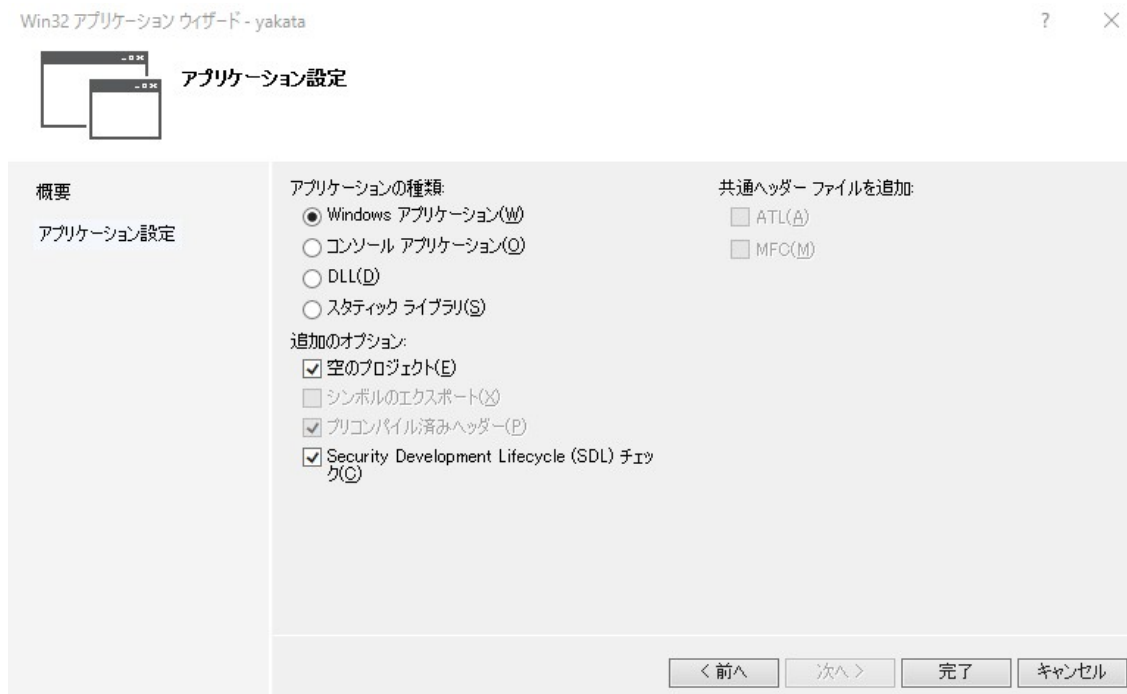 Win32 アプリケーション ウィザード - yakata
?
アプリケーション設定
概要
アプリケーション設定
アプリケーションの種類:
Windows アプリケーション(W)
コンソール アプリケーション(O)
DLL(D)
スタティック ライブラリ(S)
追加のオプション:
空のプロジェクト(E)
シンボルのエクスポート(X)
プリコンパイル済みヘッダー(P)
Security Development Lifecycle (SDL) チェッ
ク(C)
共通ヘッダー ファイルを追加:
ATL(A)
MFC(M)
< 前へ
次へ >
完了
キャンセル